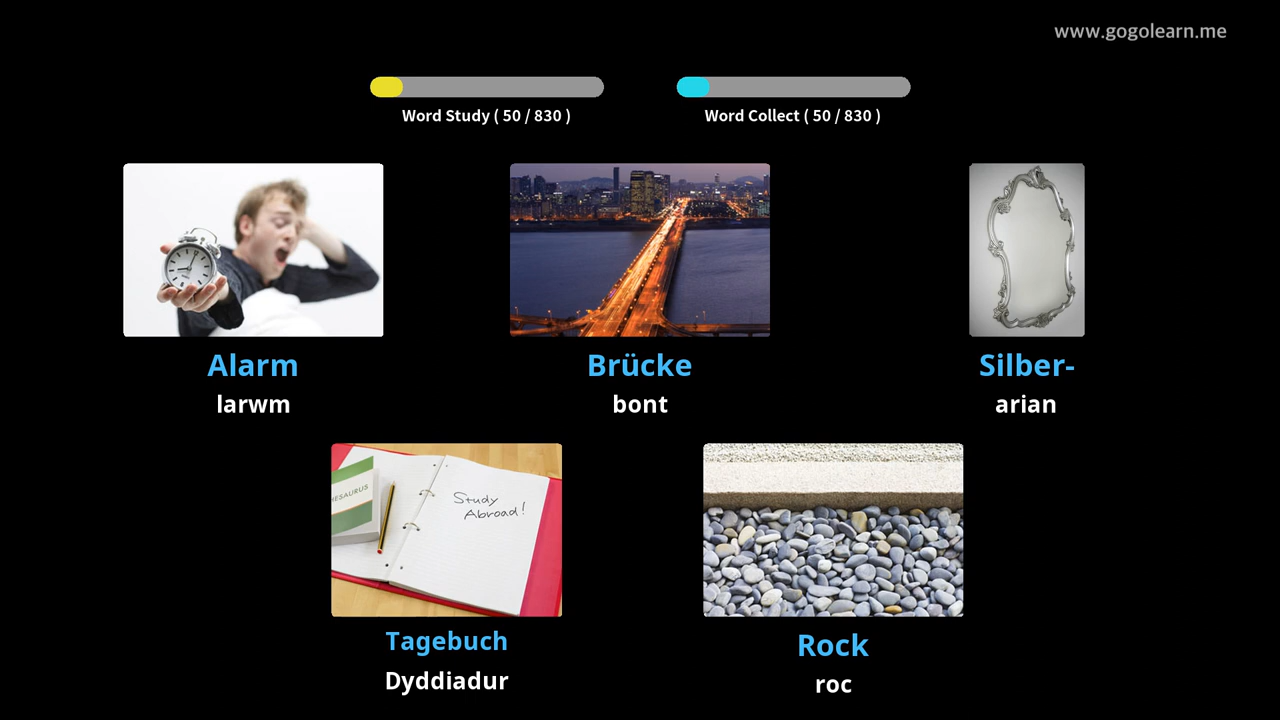 www.gogolearn.me
Word Study ( 50 / 830 )
Word Collect ( 50 / 830 )
Alarm
larwm
Brücke
bont
Silber-
arian
HESAURUS
Study
Abroad!
Tagebuch
Dyddiadur
Rock
roc